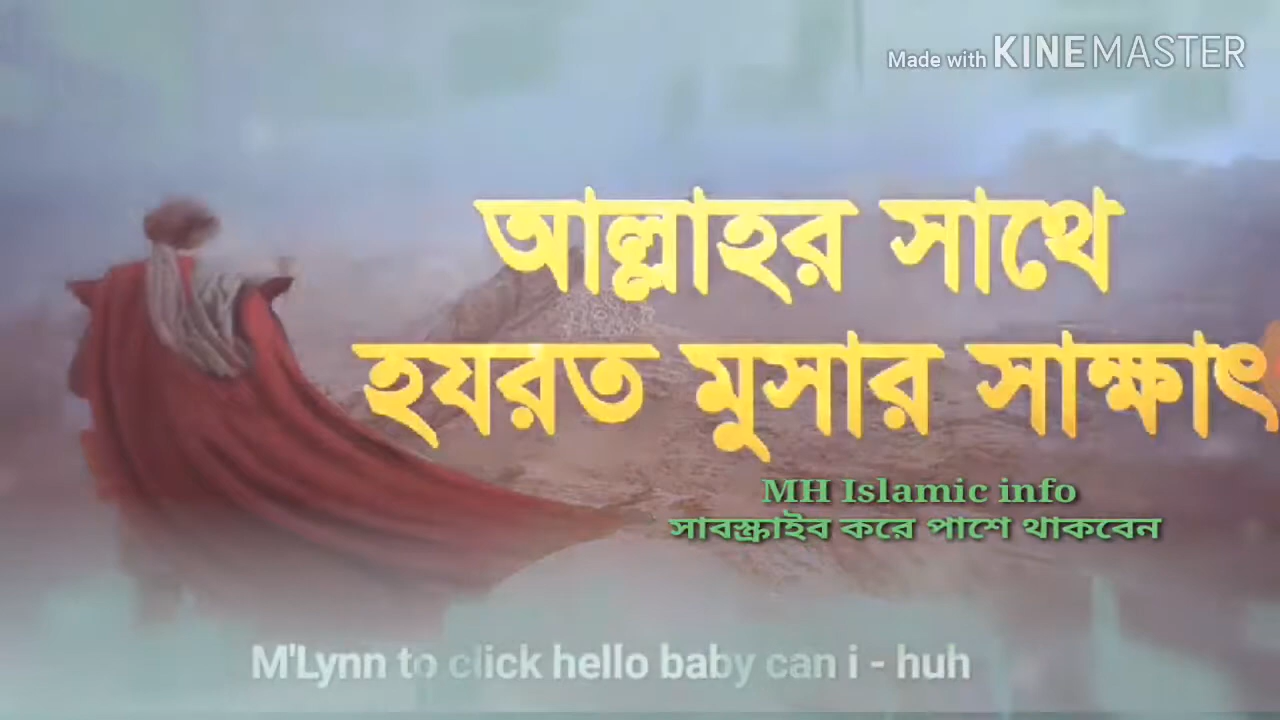 Made with KINEMASTER
আল্লাহর সাথে
হযরত মুসার সাক্ষাৎ
MH Islamic info
সাবস্ক্রাইব করে পাশে থাকবেন
M'Lynn to click hello baby can i - huh